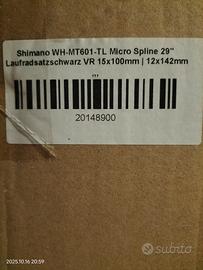 Shimano WH-MT601-TL Micro Spline 29"
Laufradsatzschwarz VR 15x100mm | 12x142mm
???
20148900
2025.10.16 20:59
subito